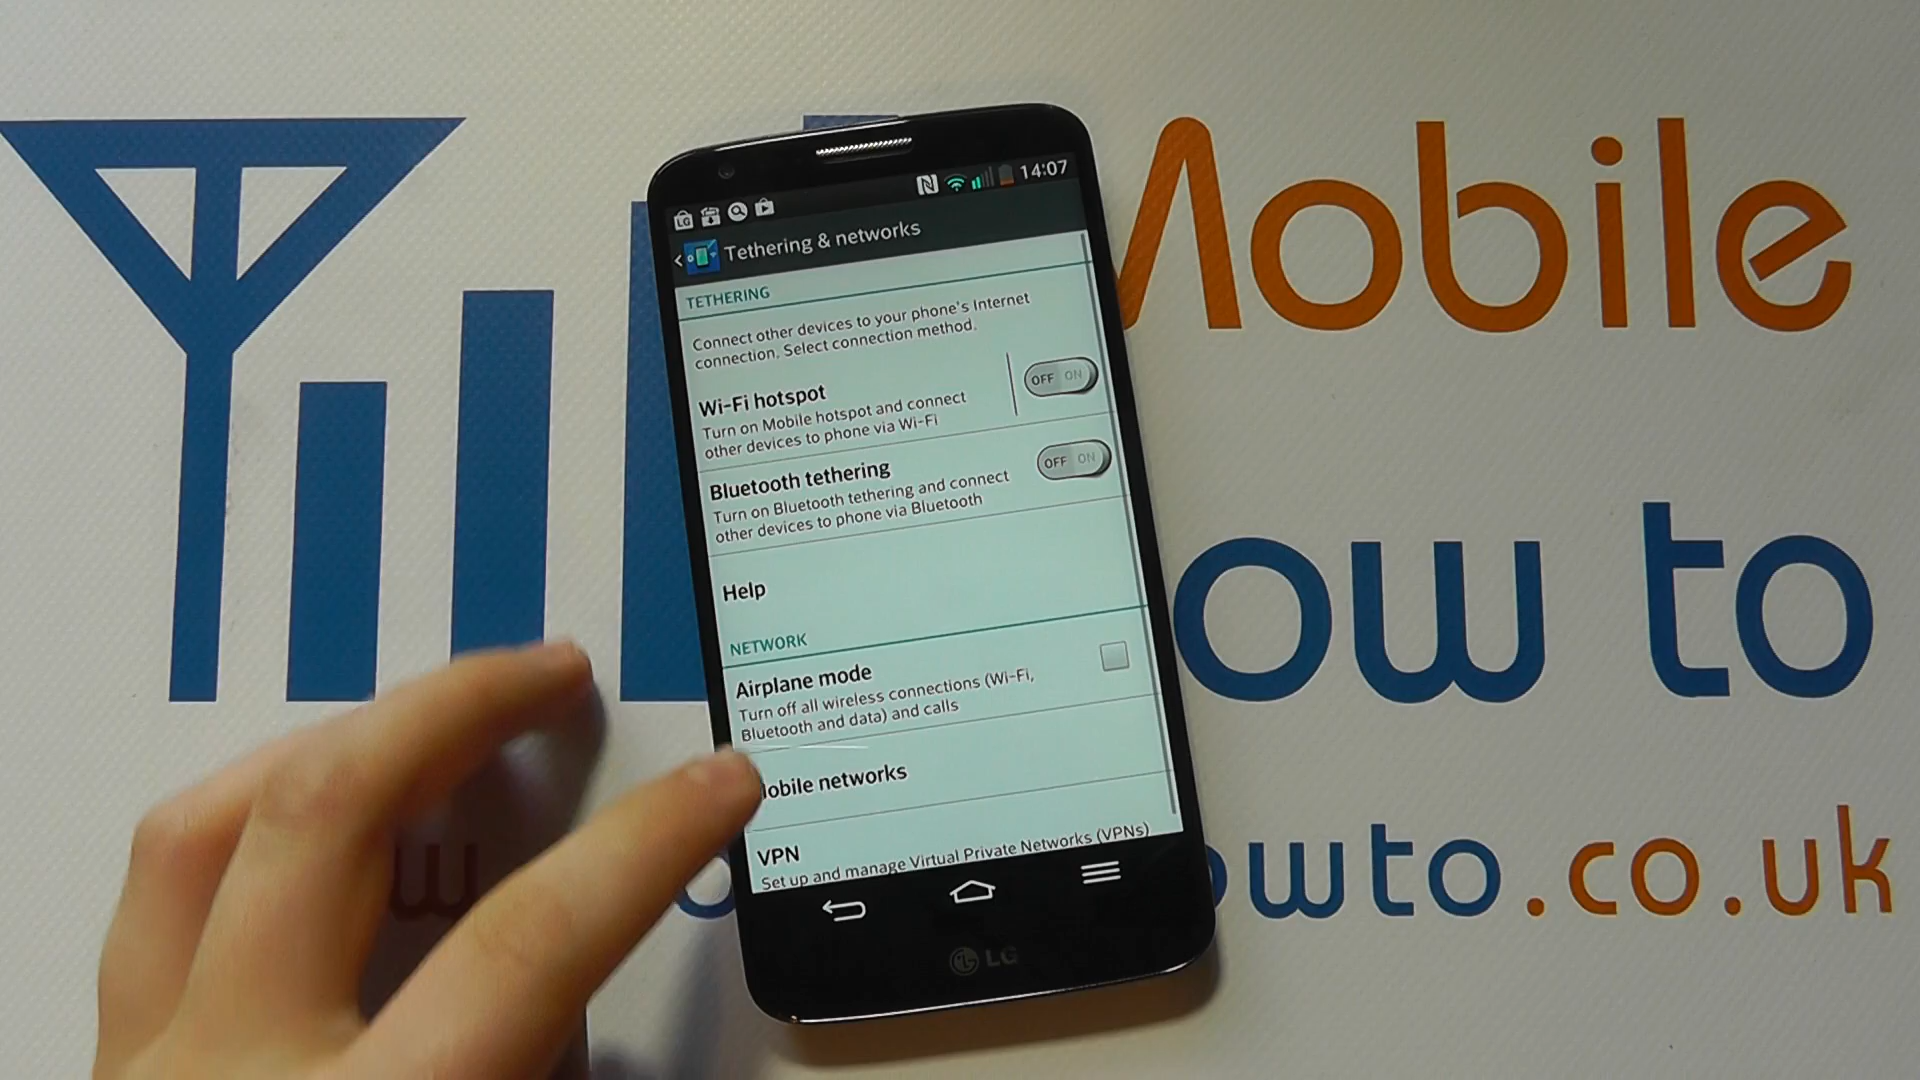 Mobile
14:07
Tethering & networks
TETHERING
Connect other devices to your phone's Internet
connection. Select connection method.
Wi-Fi hotspot
Turn on Mobile hotspot and connect
other devices to phone via Wi-Fi
OFF ON
Bluetooth tethering
Turn on Bluetooth tethering and connect
other devices to phone via Bluetooth
OFF ON
Help
NETWORK
Airplane mode
Turn off all wireless connections (Wi-Fi,
Bluetooth and data) and calls
obile networks
VPN
Set up and manage Virtual Private Networks (VPNs)
LG
ow to
owto.co.uk